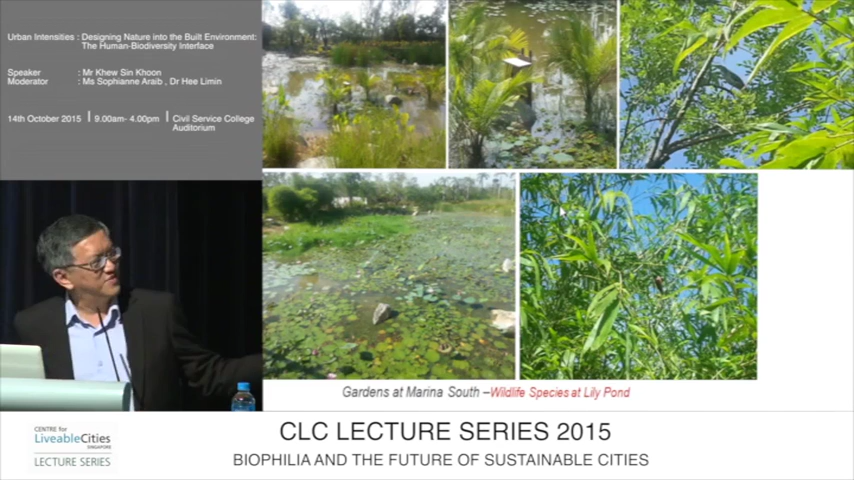 Urban Intensities : Designing Nature into the Built Environment:
The Human-Biodiversity Interface
Speaker : Mr Khew Sin Khoon
Moderator : Ms Sophianne Araib , Dr Hee Limin
14th October 2015 | 9.00am- 4.00pm | Civil Service College
Auditorium
Gardens at Marina South –Wildlife Species at Lily Pond
CENTRE for
LiveableCities
SINGAPORE
LECTURE SERIES
CLC LECTURE SERIES 2015
BIOPHILIA AND THE FUTURE OF SUSTAINABLE CITIES